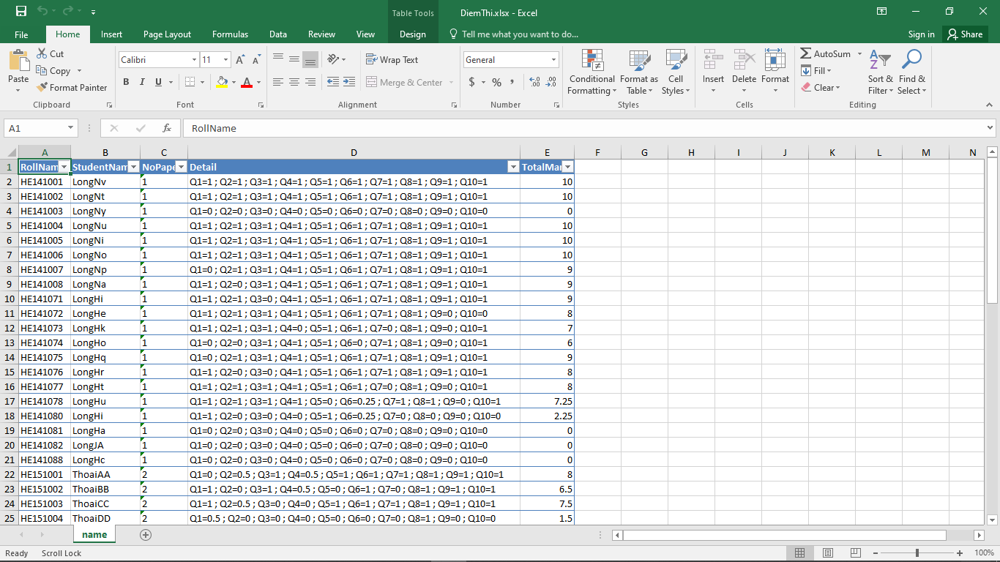 Table Tools
DiemThi.xlsx - Excel
File Home Insert Page Layout Formulas Data Review View Design Tell me what you want to do... Sign in Share
Paste
Cut
Copy
Format Painter
Clipboard
Calibri 11
B I U
Font
Wrap Text
Merge & Center
Alignment
General
$ % ,
Number
Conditional Formatting
Format as Table
Cell Styles
Styles
Insert Delete Format
Cells
AutoSum
Fill
Clear
Sort & Filter
Find & Select
Editing
A1 fx RollName
A B C D E F G H I J K L M N
1 RollNam StudentNam NoPape Detail TotalMar
2 HE141001 LongNv 1 Q1=1 ; Q2=1 ; Q3=1 ; Q4=1 ; Q5=1 ; Q6=1 ; Q7=1 ; Q8=1 ; Q9=1 ; Q10=1 10
3 HE141002 LongNt 1 Q1=1 ; Q2=1 ; Q3=1 ; Q4=1 ; Q5=1 ; Q6=1 ; Q7=1 ; Q8=1 ; Q9=1 ; Q10=1 10
4 HE141003 LongNy 1 Q1=0 ; Q2=0 ; Q3=0 ; Q4=0 ; Q5=0 ; Q6=0 ; Q7=0 ; Q8=0 ; Q9=0 ; Q10=0 0
5 HE141004 LongNu 1 Q1=1 ; Q2=1 ; Q3=1 ; Q4=1 ; Q5=1 ; Q6=1 ; Q7=1 ; Q8=1 ; Q9=1 ; Q10=1 10
6 HE141005 LongNi 1 Q1=1 ; Q2=1 ; Q3=1 ; Q4=1 ; Q5=1 ; Q6=1 ; Q7=1 ; Q8=1 ; Q9=1 ; Q10=1 10
7 HE141006 LongNo 1 Q1=1 ; Q2=1 ; Q3=1 ; Q4=1 ; Q5=1 ; Q6=1 ; Q7=1 ; Q8=1 ; Q9=1 ; Q10=1 10
8 HE141007 LongNp 1 Q1=0 ; Q2=1 ; Q3=1 ; Q4=1 ; Q5=1 ; Q6=1 ; Q7=1 ; Q8=1 ; Q9=1 ; Q10=1 9
9 HE141008 LongNa 1 Q1=1 ; Q2=0 ; Q3=1 ; Q4=1 ; Q5=1 ; Q6=1 ; Q7=1 ; Q8=1 ; Q9=1 ; Q10=1 9
10 HE141071 LongHi 1 Q1=1 ; Q2=1 ; Q3=0 ; Q4=1 ; Q5=1 ; Q6=1 ; Q7=1 ; Q8=1 ; Q9=1 ; Q10=1 9
11 HE141072 LongHe 1 Q1=1 ; Q2=1 ; Q3=1 ; Q4=1 ; Q5=1 ; Q6=1 ; Q7=1 ; Q8=1 ; Q9=0 ; Q10=0 8
12 HE141073 LongHk 1 Q1=1 ; Q2=1 ; Q3=1 ; Q4=0 ; Q5=1 ; Q6=1 ; Q7=0 ; Q8=1 ; Q9=0 ; Q10=1 7
13 HE141074 LongHo 1 Q1=0 ; Q2=0 ; Q3=1 ; Q4=1 ; Q5=1 ; Q6=0 ; Q7=1 ; Q8=1 ; Q9=0 ; Q10=1 6
14 HE141075 LongHq 1 Q1=0 ; Q2=1 ; Q3=1 ; Q4=1 ; Q5=1 ; Q6=1 ; Q7=1 ; Q8=1 ; Q9=1 ; Q10=1 9
15 HE141076 LongHr 1 Q1=1 ; Q2=0 ; Q3=0 ; Q4=1 ; Q5=1 ; Q6=1 ; Q7=1 ; Q8=1 ; Q9=1 ; Q10=1 8
16 HE141077 LongHt 1 Q1=1 ; Q2=1 ; Q3=1 ; Q4=1 ; Q5=1 ; Q6=1 ; Q7=0 ; Q8=1 ; Q9=0 ; Q10=1 8
17 HE141078 LongHu 1 Q1=1 ; Q2=1 ; Q3=1 ; Q4=1 ; Q5=0 ; Q6=0.25 ; Q7=1 ; Q8=1 ; Q9=0 ; Q10=1 7.25
18 HE141080 LongHi 1 Q1=1 ; Q2=0 ; Q3=0 ; Q4=0 ; Q5=1 ; Q6=0.25 ; Q7=0 ; Q8=0 ; Q9=0 ; Q10=0 2.25
19 HE141081 LongHa 1 Q1=0 ; Q2=0 ; Q3=0 ; Q4=0 ; Q5=0 ; Q6=0 ; Q7=0 ; Q8=0 ; Q9=0 ; Q10=0 0
20 HE141082 LongJA 1 Q1=0 ; Q2=0 ; Q3=0 ; Q4=0 ; Q5=0 ; Q6=0 ; Q7=0 ; Q8=0 ; Q9=0 ; Q10=0 0
21 HE141088 LongHc 1 Q1=0 ; Q2=0 ; Q3=0 ; Q4=0 ; Q5=0 ; Q6=0 ; Q7=0 ; Q8=0 ; Q9=0 ; Q10=0 0
22 HE151001 ThoaiAA 2 Q1=0 ; Q2=0.5 ; Q3=1 ; Q4=0.5 ; Q5=1 ; Q6=1 ; Q7=1 ; Q8=1 ; Q9=1 ; Q10=1 8
23 HE151002 ThoaiBB 2 Q1=1 ; Q2=0 ; Q3=1 ; Q4=0.5 ; Q5=0 ; Q6=1 ; Q7=0 ; Q8=1 ; Q9=1 ; Q10=1 6.5
24 HE151003 ThoaiCC 2 Q1=1 ; Q2=0.5 ; Q3=0 ; Q4=0 ; Q5=1 ; Q6=1 ; Q7=1 ; Q8=1 ; Q9=1 ; Q10=1 7.5
25 HE151004 ThoaiDD 2 Q1=0.5 ; Q2=0 ; Q3=0 ; Q4=0 ; Q5=0 ; Q6=0 ; Q7=0 ; Q8=1 ; Q9=0 ; Q10=0 1.5
name
Ready Scroll Lock 100%